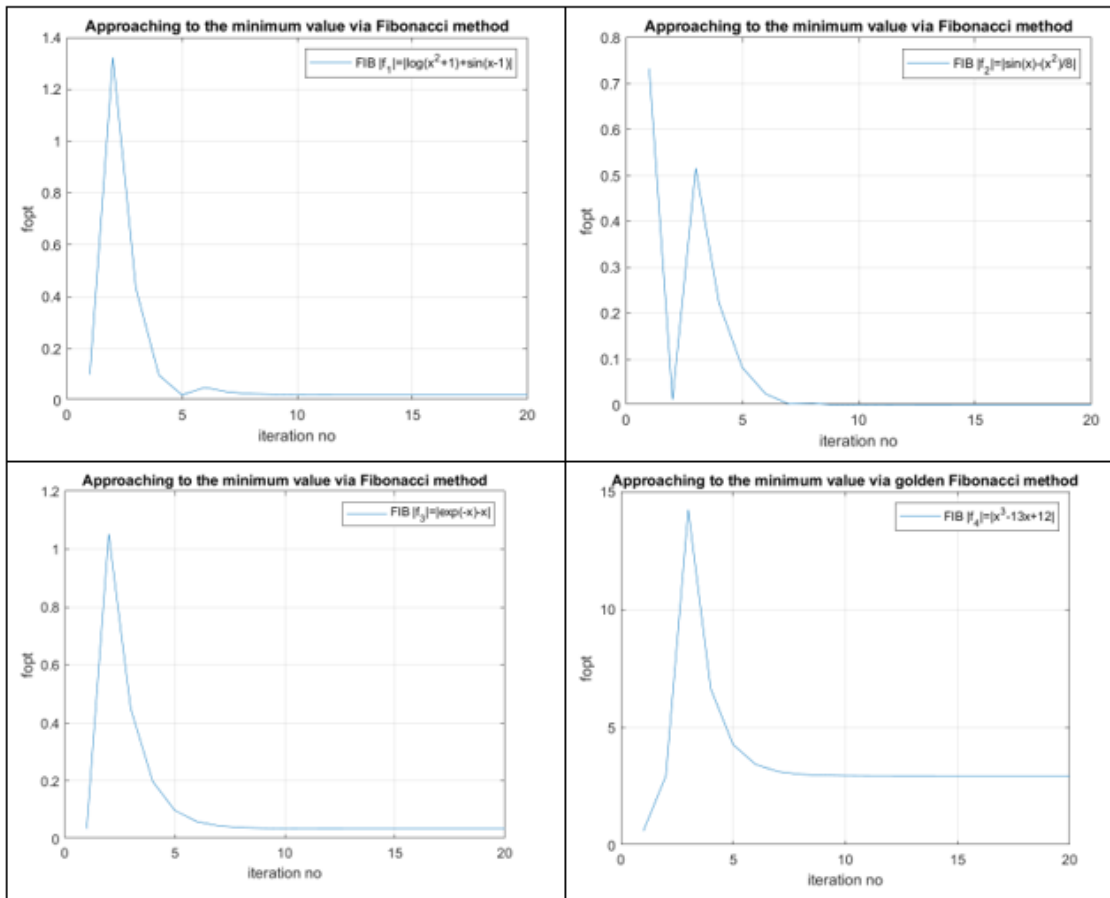 Approaching to the minimum value via Fibonacci method
1.4
1.2
1
0.8
0.6
0.4
0.2
0
FIB |f₁|=|log(x²+1)+sin(x-1)|
fopt
0 5 10 15 20
iteration no
Approaching to the minimum value via Fibonacci method
0.8
0.7
0.6
0.5
0.4
0.3
0.2
0.1
0
FIB |f₂|=|sin(x)-(x²)/8|
fopt
0 5 10 15 20
iteration no
Approaching to the minimum value via Fibonacci method
1.2
1
0.8
0.6
0.4
0.2
0
FIB |f₃|=|exp(-x)-x|
fopt
0 5 10 15 20
iteration no
Approaching to the minimum value via golden Fibonacci method
15
10
5
0
FIB |f₄|=|x³-13x+12|
fopt
0 5 10 15 20
iteration no